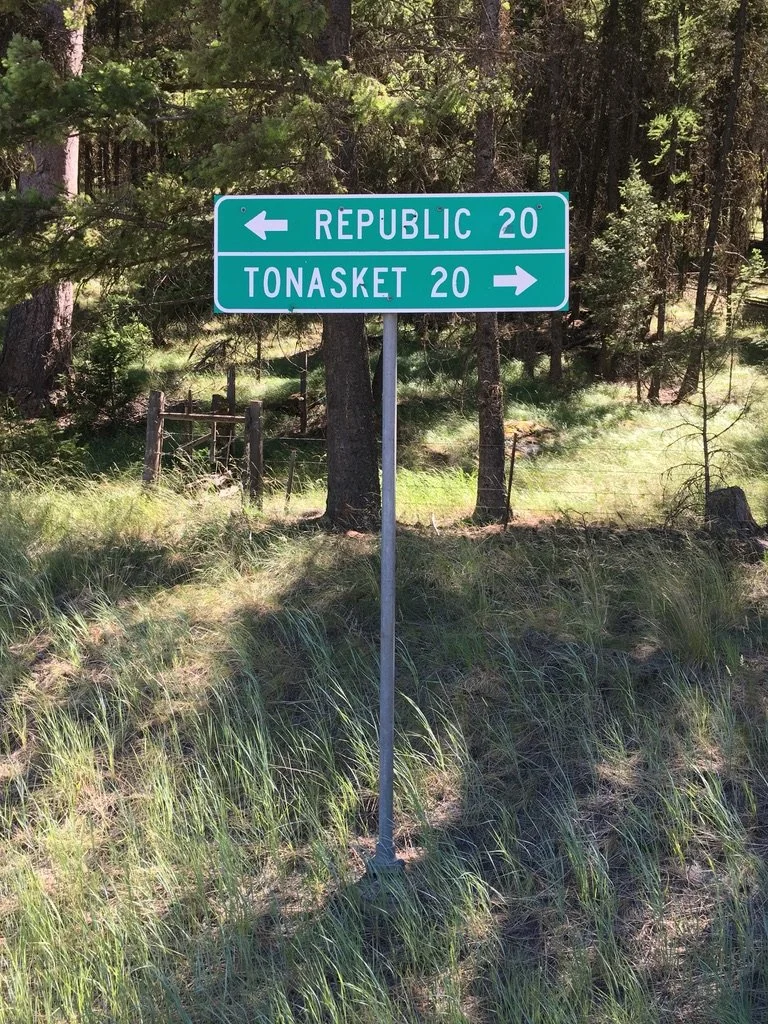 ← REPUBLIC 20
TONASKET 20 →